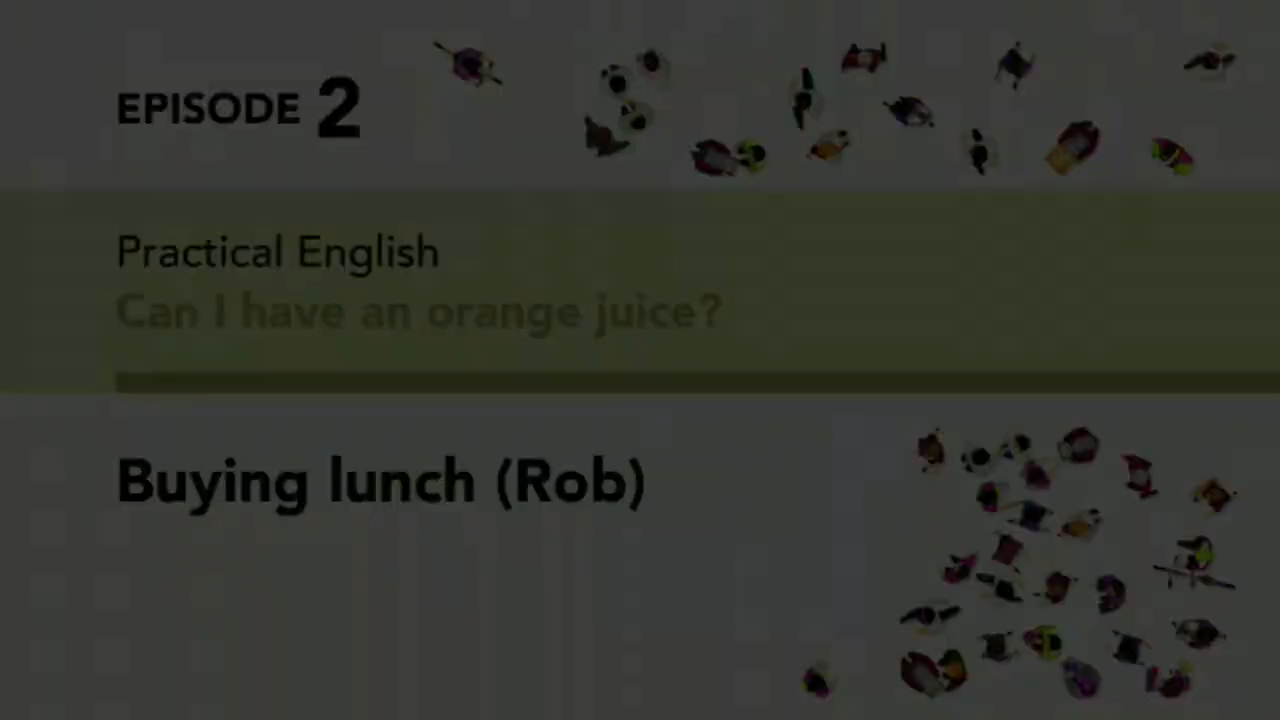 EPISODE 2
Practical English
Can I have an orange juice?
Buying lunch (Rob)